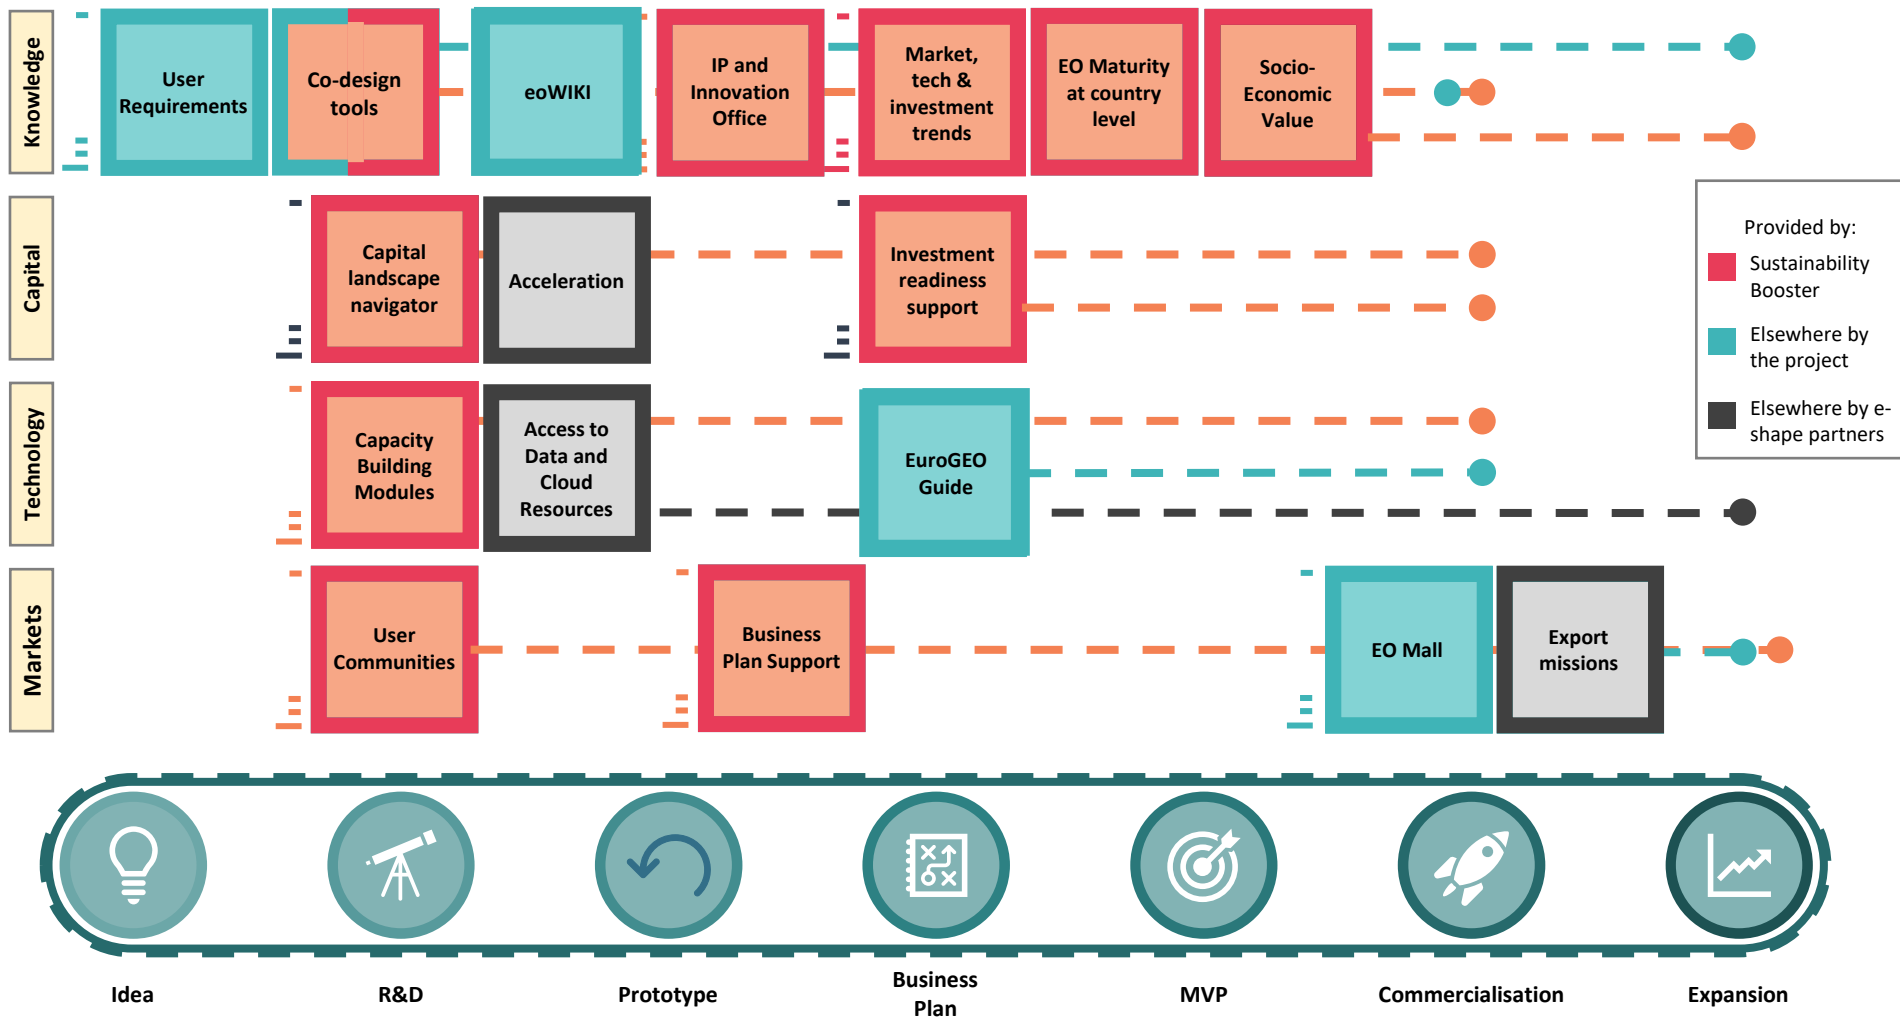 Knowledge
User
Requirements
Co-design
tools
eoWIKI
IP and
Innovation
Office
Market,
tech &
investment
trends
EO Maturity
at country
level
Socio-
Economic
Value
Capital
Capital
landscape
navigator
Acceleration
Investment
readiness
support
Provided by:
Sustainability
Booster
Elsewhere by
the project
Elsewhere by e-
shape partners
Technology
Capacity
Building
Modules
Access to
Data and
Cloud
Resources
EuroGEO
Guide
Markets
User
Communities
Business
Plan Support
EO Mall
Export
missions
Idea
R&D
Prototype
Business
Plan
MVP
Commercialisation
Expansion